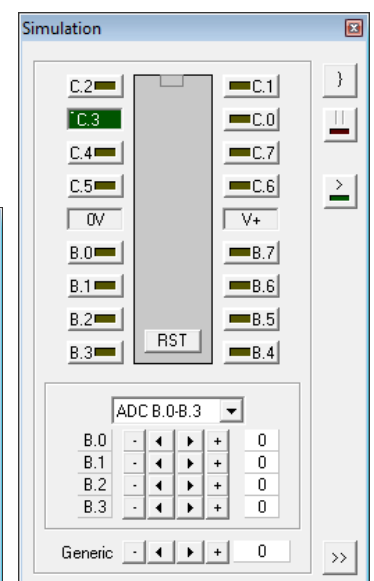 Simulation
C.2 C.1 }
C.3 C.0 ||
C.4 C.7
C.5 C.6 >
0V V+
B.0 B.7
B.1 B.6
B.2 B.5
RST
B.3 B.4
ADC B.0-B.3
B.0 - + 0
B.1 - + 0
B.2 - + 0
B.3 - + 0
Generic - + 0 >>